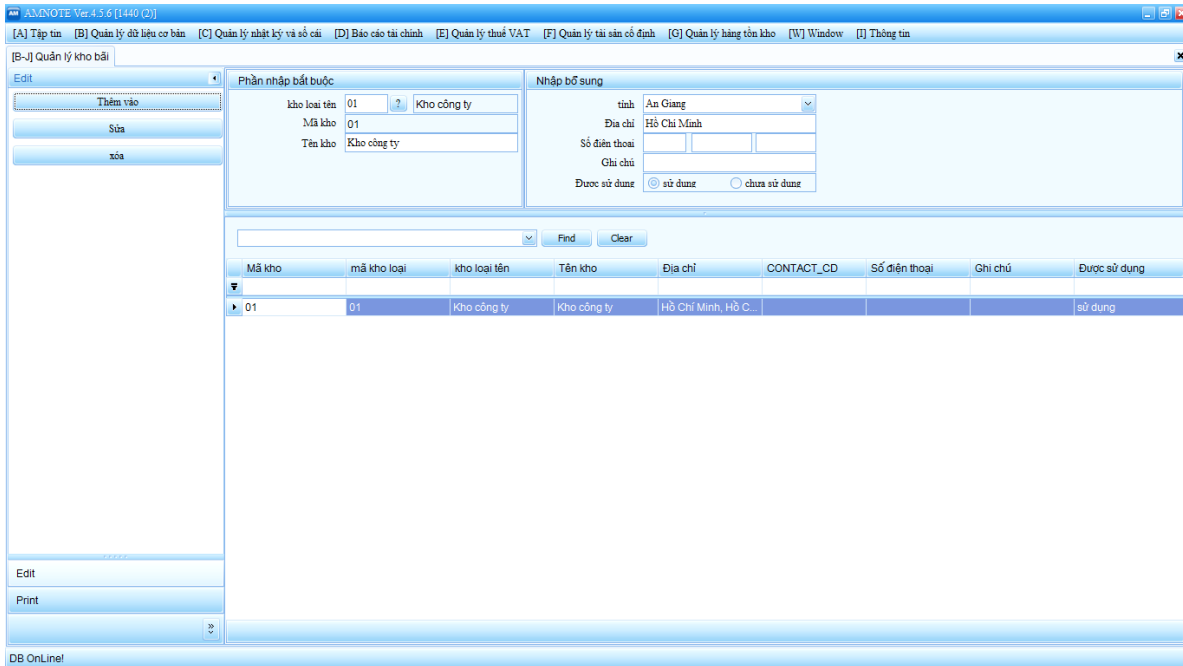 AM AMNOTE Ver.4.5.6 [1440 (2)]
[A] Tập tin [B] Quản lý dữ liệu cơ bản [C] Quản lý nhật ký và sổ cái [D] Báo cáo tài chính [E] Quản lý thuế VAT [F] Quản lý tài sản cố định [G] Quản lý hàng tồn kho [W] Window [I] Thông tin
[B-J] Quản lý kho bãi
Edit
Thêm vào
Sửa
xóa
Phần nhập bắt buộc
kho loại tên 01 ? Kho công ty
Mã kho 01
Tên kho Kho công ty
Nhập bổ sung
tỉnh An Giang
Địa chỉ Hồ Chí Minh
Số điện thoại
Ghi chú
Được sử dụng sử dụng chưa sử dụng
Find Clear
Mã kho mã kho loại kho loại tên Tên kho Địa chỉ CONTACT_CD Số điện thoại Ghi chú Được sử dụng
01 01 Kho công ty Kho công ty Hồ Chí Minh, Hồ C... sử dụng
Edit
Print
DB OnLine!